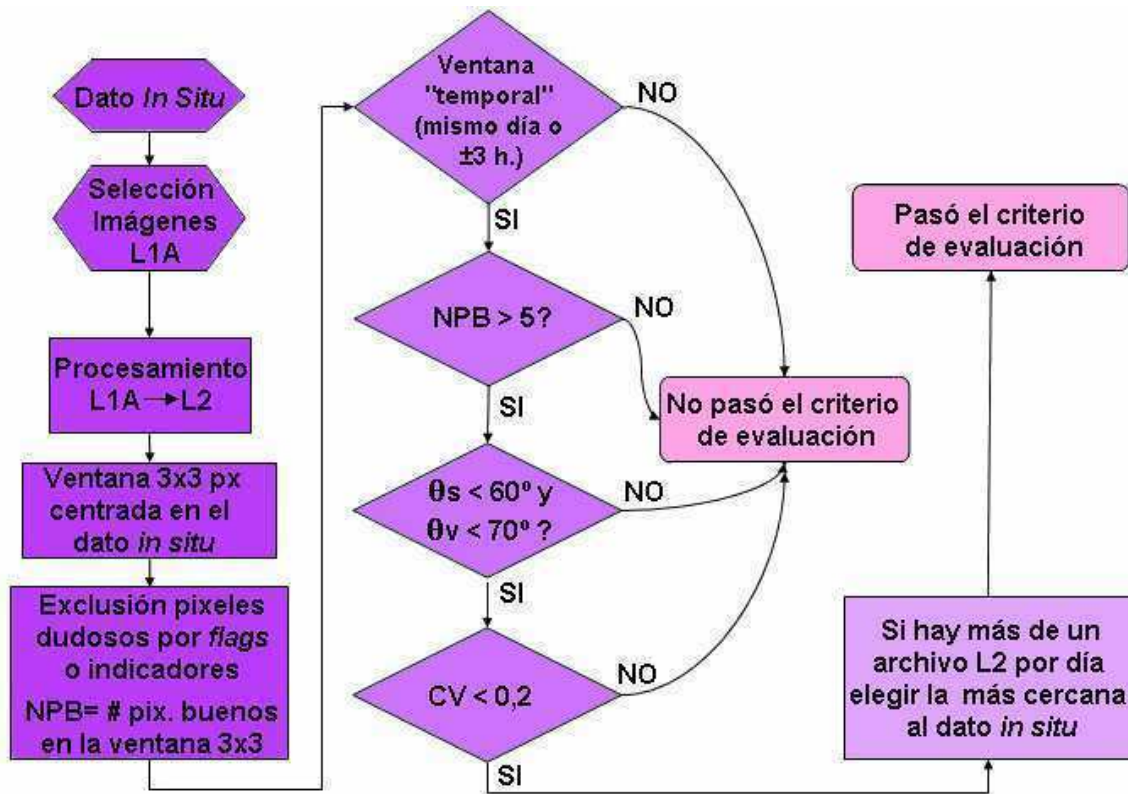 Dato In Situ
Selección
Imágenes
L1A
Procesamiento
L1A → L2
Ventana 3x3 px
centrada en el
dato in situ
Exclusión pixeles
dudosos por flags
o indicadores
NPB= # pix. buenos
en la ventana 3x3
Ventana
"temporal"
(mismo día o
±3 h.)
NO
SI
NPB > 5?
NO
SI
θs < 60º y
θv < 70º ?
NO
SI
CV < 0,2
NO
SI
No pasó el criterio
de evaluación
Pasó el criterio
de evaluación
Si hay más de un
archivo L2 por día
elegir la más cercana
al dato in situ